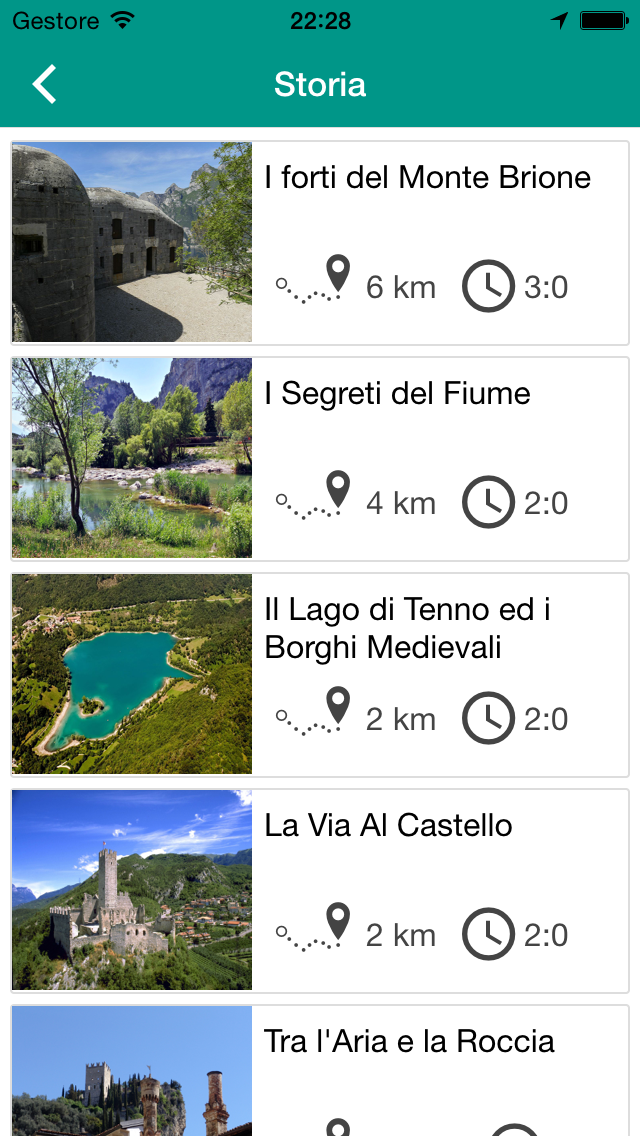 Gestore 22:28
Storia
I forti del Monte Brione
6 km 3:0
I Segreti del Fiume
4 km 2:0
Il Lago di Tenno ed i
Borghi Medievali
2 km 2:0
La Via Al Castello
2 km 2:0
Tra l'Aria e la Roccia